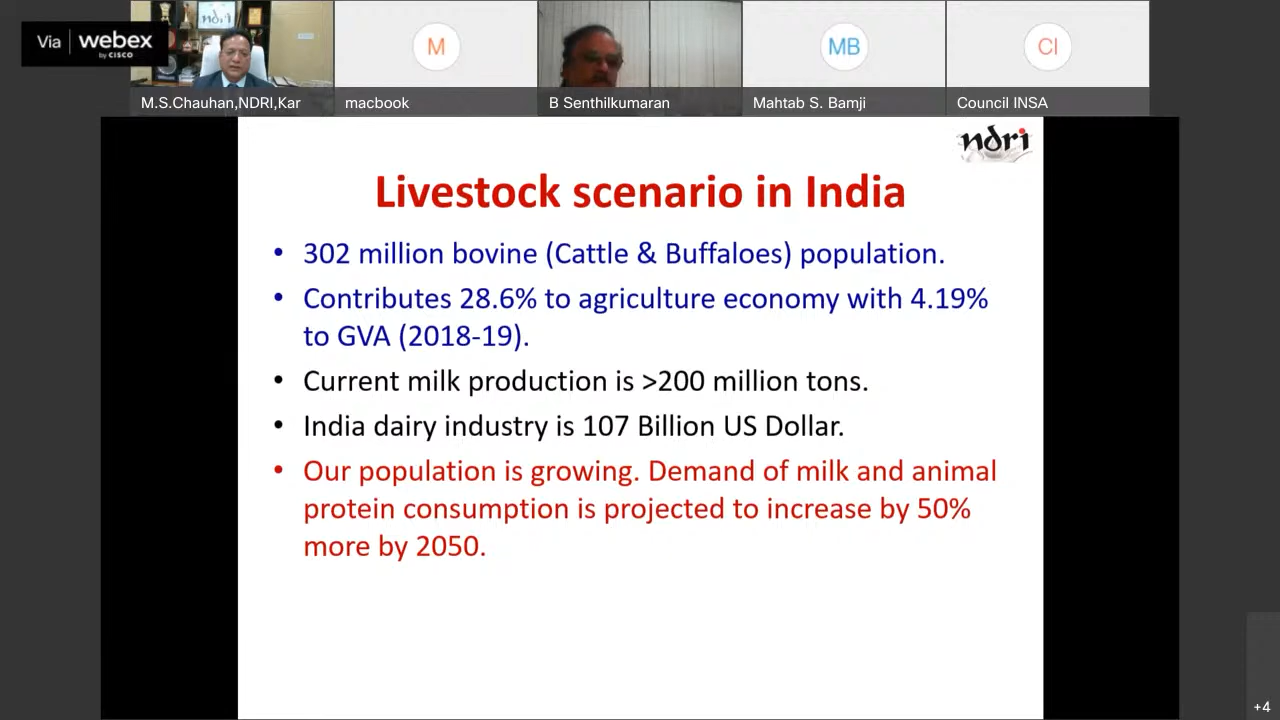 Via webex
by CISCO
M
MB
CI
M.S.Chauhan,NDRI,Kar
macbook
B Senthilkumaran
Mahtab S. Bamji
Council INSA
ndri
Livestock scenario in India
• 302 million bovine (Cattle & Buffaloes) population.
• Contributes 28.6% to agriculture economy with 4.19%
to GVA (2018-19).
• Current milk production is >200 million tons.
• India dairy industry is 107 Billion US Dollar.
• Our population is growing. Demand of milk and animal
protein consumption is projected to increase by 50%
more by 2050.
+4